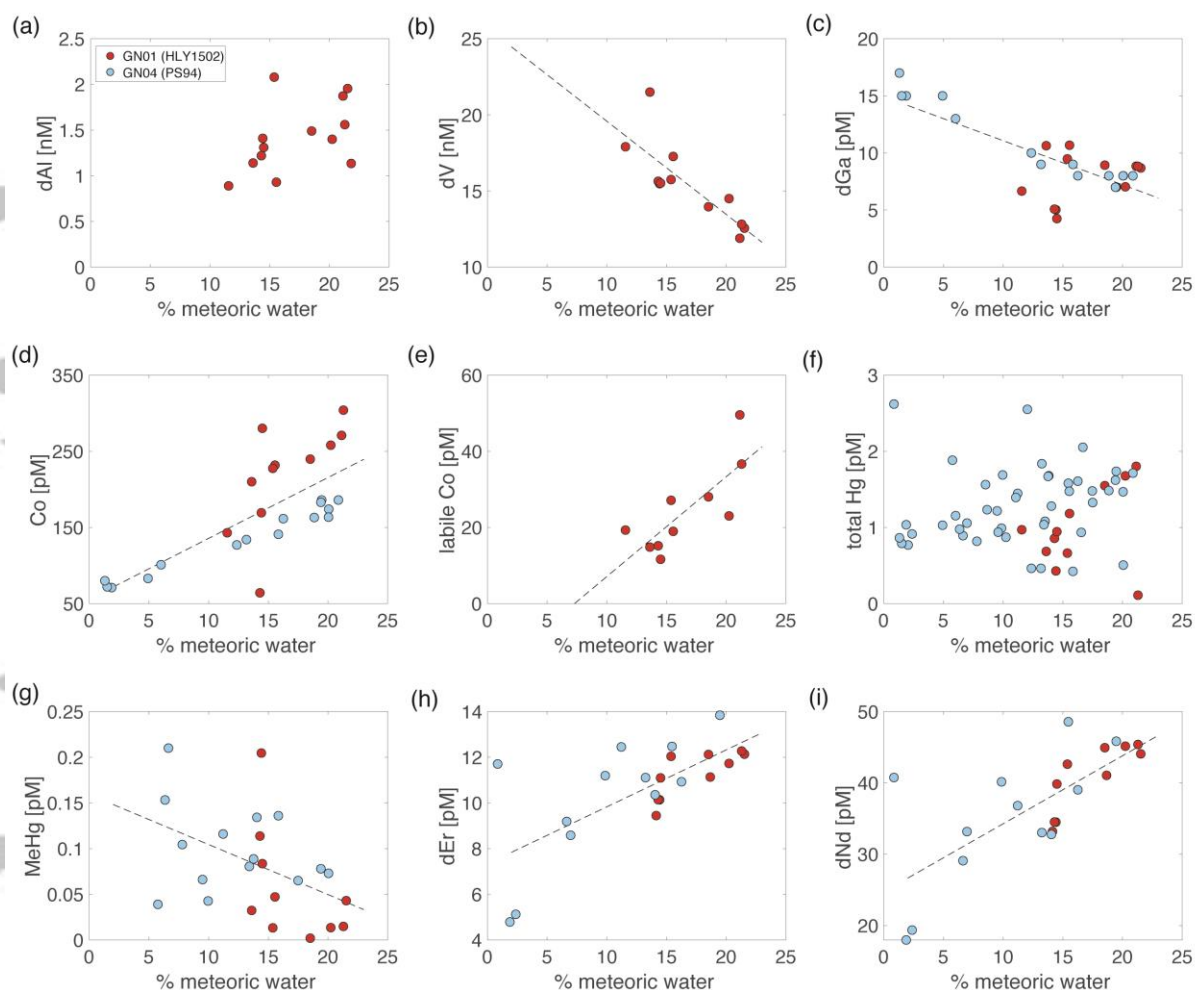 (a)
2.5
2
1.5
1
0.5
0
dAl [nM]
GN01 (HLY1502)
GN04 (PS94)
0 5 10 15 20 25
% meteoric water
(b)
25
20
15
10
dV [nM]
0 5 10 15 20 25
% meteoric water
(c)
20
15
10
5
0
dGa [pM]
0 5 10 15 20 25
% meteoric water
(d)
350
250
150
50
Co [pM]
0 5 10 15 20 25
% meteoric water
(e)
60
40
20
0
labile Co [pM]
0 5 10 15 20 25
% meteoric water
(f)
3
2
1
0
total Hg [pM]
0 5 10 15 20 25
% meteoric water
(g)
0.25
0.2
0.15
0.1
0.05
0
MeHg [pM]
0 5 10 15 20 25
% meteoric water
(h)
14
12
10
8
6
4
dEr [pM]
0 5 10 15 20 25
% meteoric water
(i)
50
40
30
20
dNd [pM]
0 5 10 15 20 25
% meteoric water